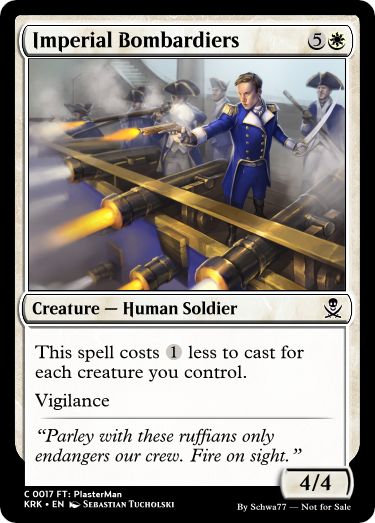 Imperial Bombardiers 5
Creature — Human Soldier
This spell costs 1 less to cast for
each creature you control.
Vigilance
“Parley with these ruffians only
endangers our crew. Fire on sight.”
4/4
C 0017 FT: PlasterMan
KRK • EN Sebastian Tucholski
By Schwa77 — Not for Sale